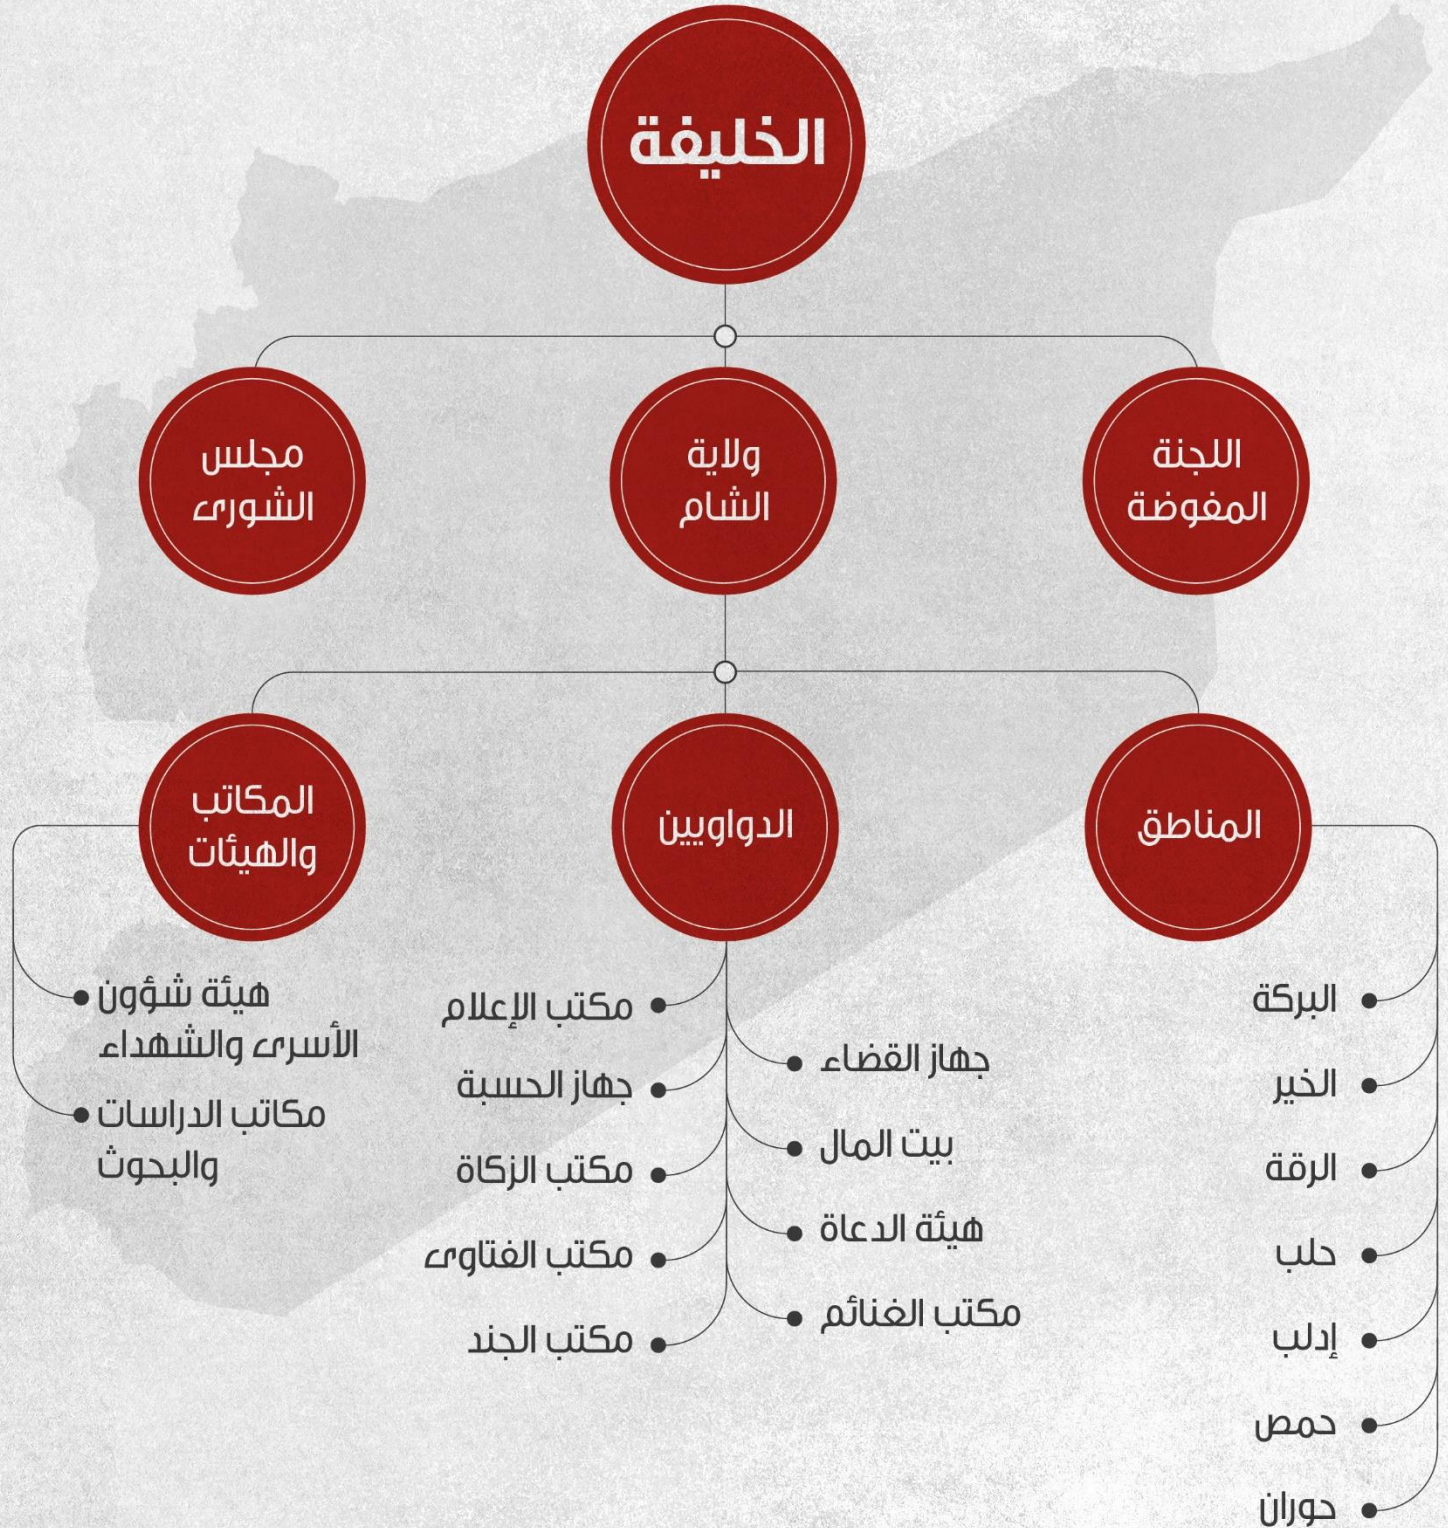 الخليفة
اللجنة
المفوضة
ولاية
الشام
مجلس
الشورى
المناطق
البركة
الخير
الرقة
حلب
إدلب
حمص
حوران
الدواويين
جهاز القضاء
بيت المال
هيئة الدعاة
مكتب الغنائم
مكتب الإعلام
جهاز الحسبة
مكتب الزكاة
مكتب الفتاوى
مكتب الجند
المكاتب
والهيئات
هيئة شؤون
الأسرى والشهداء
مكاتب الدراسات
والبحوث